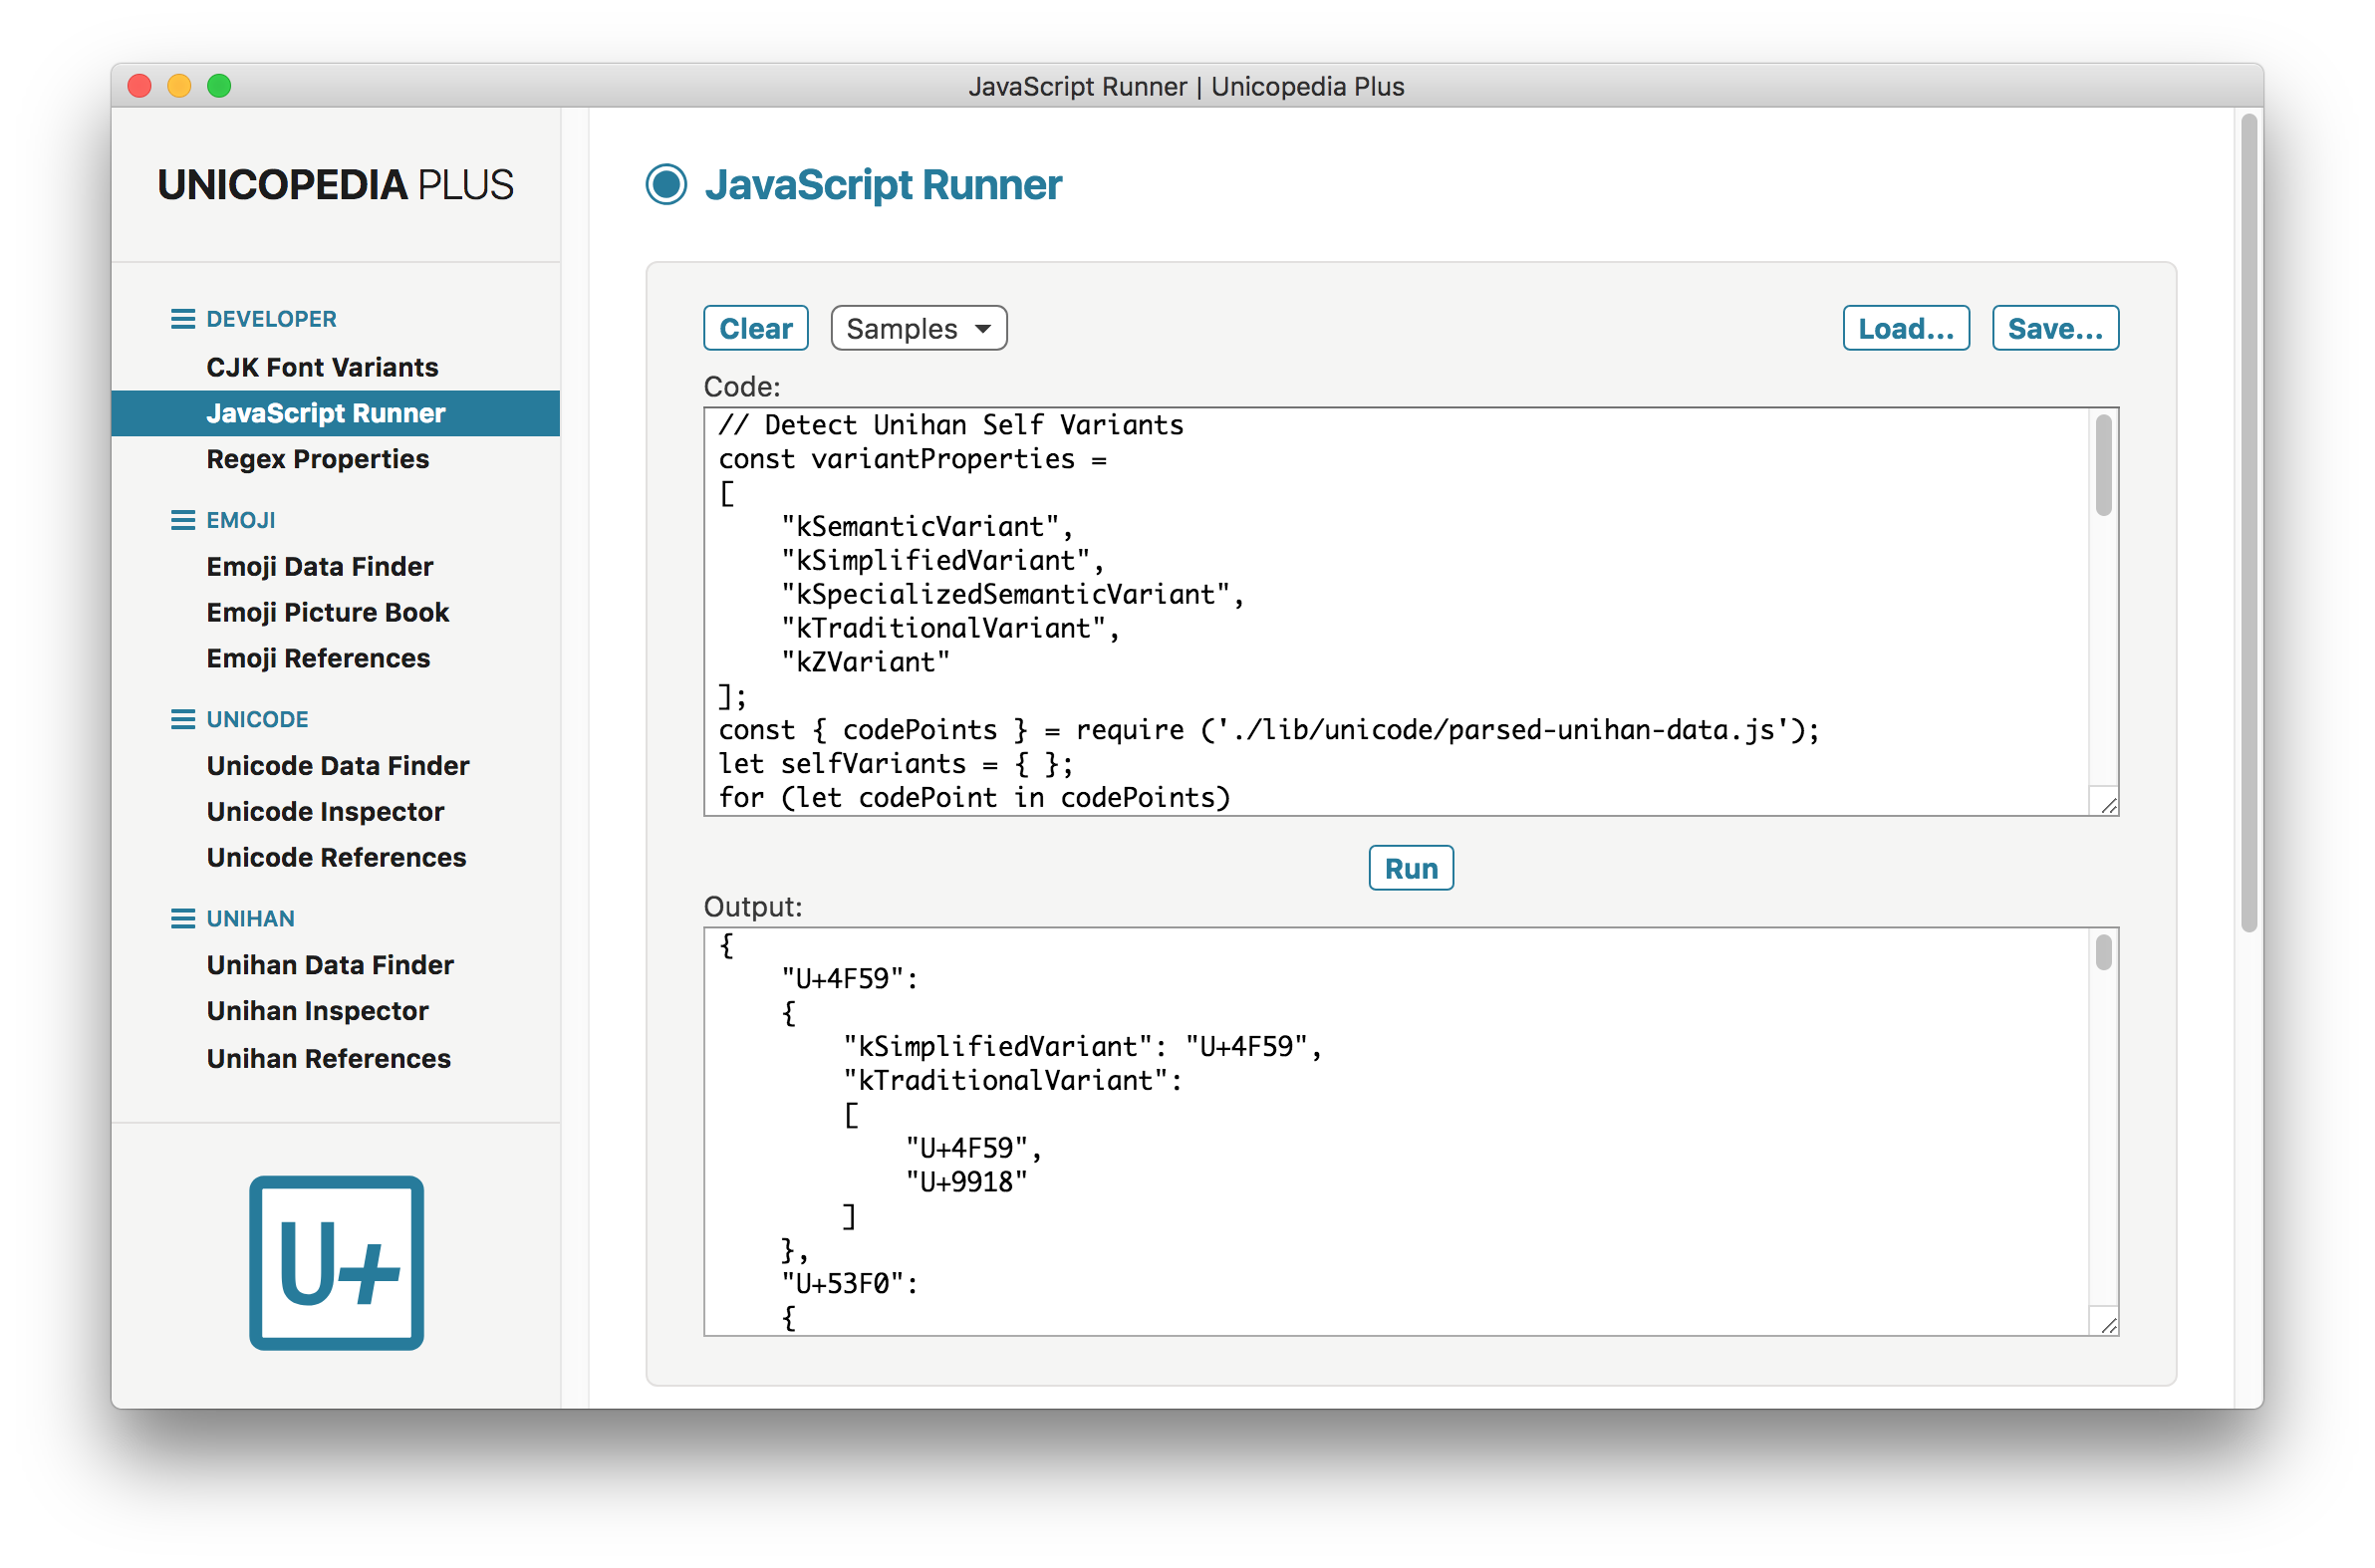 JavaScript Runner | Unicopedia Plus
UNICOPEDIA PLUS
DEVELOPER
CJK Font Variants
JavaScript Runner
Regex Properties
EMOJI
Emoji Data Finder
Emoji Picture Book
Emoji References
UNICODE
Unicode Data Finder
Unicode Inspector
Unicode References
UNIHAN
Unihan Data Finder
Unihan Inspector
Unihan References
U+
JavaScript Runner
Clear Samples Load... Save...
Code:
// Detect Unihan Self Variants
const variantProperties =
[
    "kSemanticVariant",
    "kSimplifiedVariant",
    "kSpecializedSemanticVariant",
    "kTraditionalVariant",
    "kZVariant"
];
const { codePoints } = require ('./lib/unicode/parsed-unihan-data.js');
let selfVariants = { };
for (let codePoint in codePoints)
Run
Output:
{
    "U+4F59":
    {
        "kSimplifiedVariant": "U+4F59",
        "kTraditionalVariant":
        [
            "U+4F59",
            "U+9918"
        ]
    },
    "U+53F0":
    {